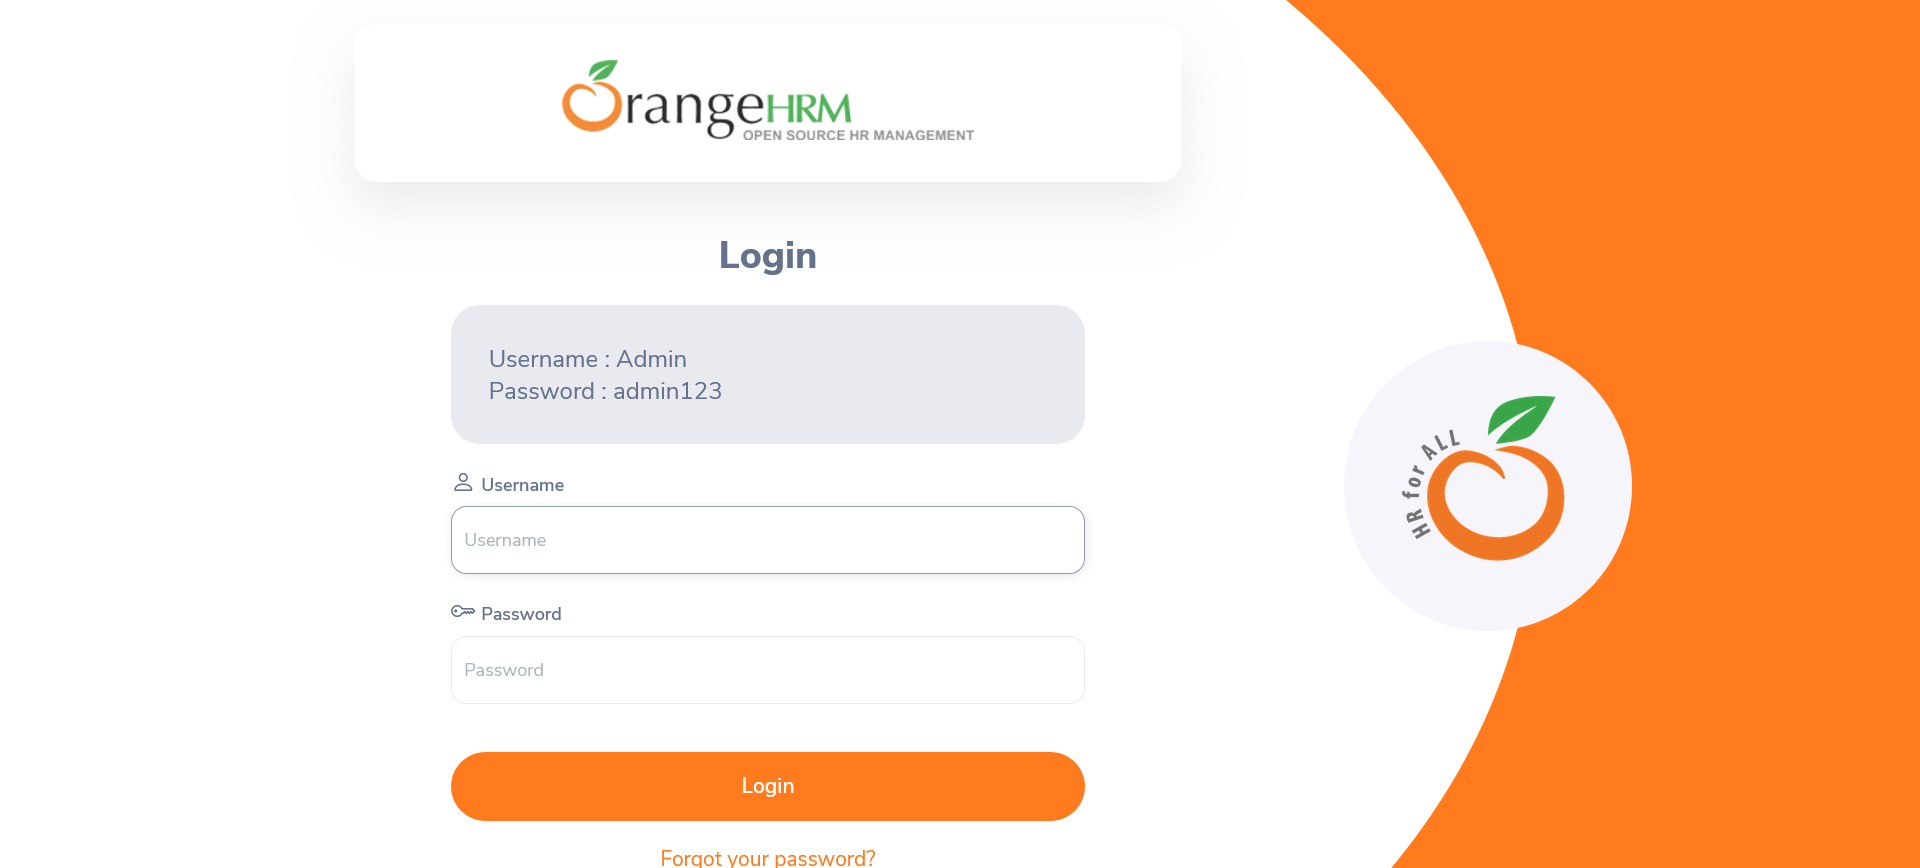 OrangeHRM
OPEN SOURCE HR MANAGEMENT
Login
Username : Admin
Password : admin123
Username
Username
Password
Password
Login
Forgot your password?
HR for ALL